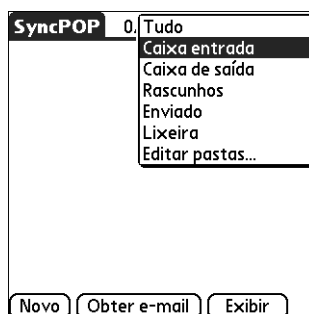 SyncPOP 0. Tudo
Caixa entrada
Caixa de saída
Rascunhos
Enviado
Lixeira
Editar pastas...
Novo Obter e-mail Exibir